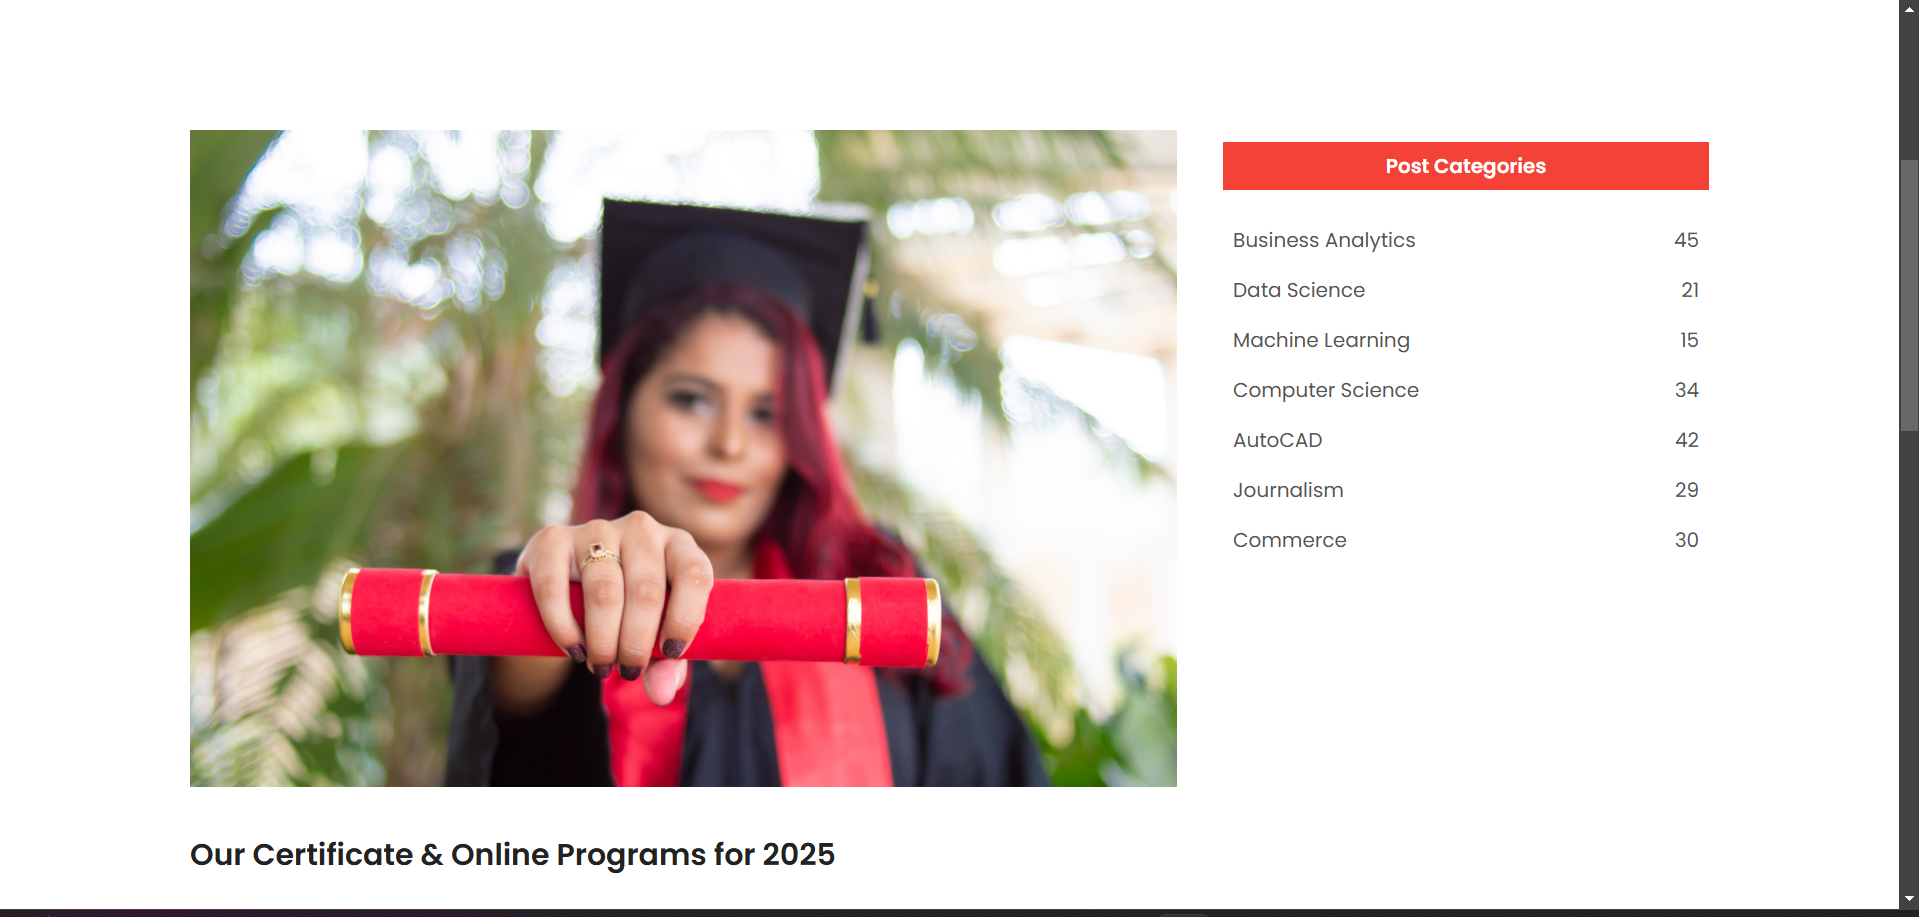 Post Categories
Business Analytics 45
Data Science 21
Machine Learning 15
Computer Science 34
AutoCAD 42
Journalism 29
Commerce 30
Our Certificate & Online Programs for 2025